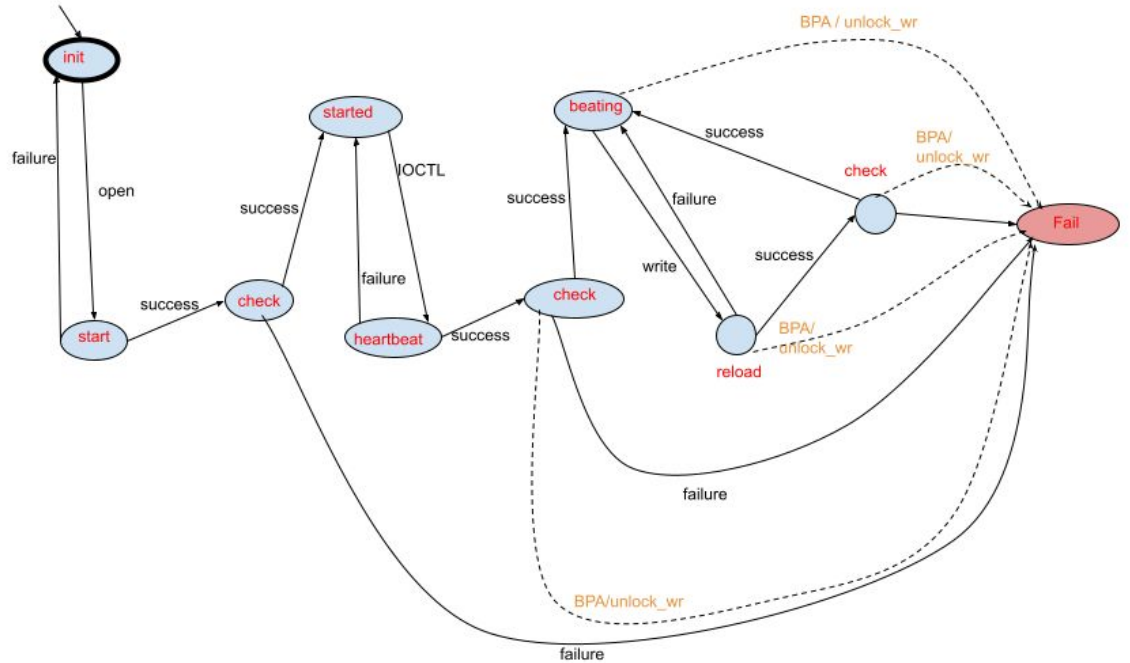 BPA / unlock_wr
init
started
beating
success
BPA/
unlock_wr
failure
IOCTL
check
open
success
success
failure
Fail
write
success
failure
check
check
success
start
heartbeat
success
BPA/
unlock_wr
reload
failure
BPA/unlock_wr
failure